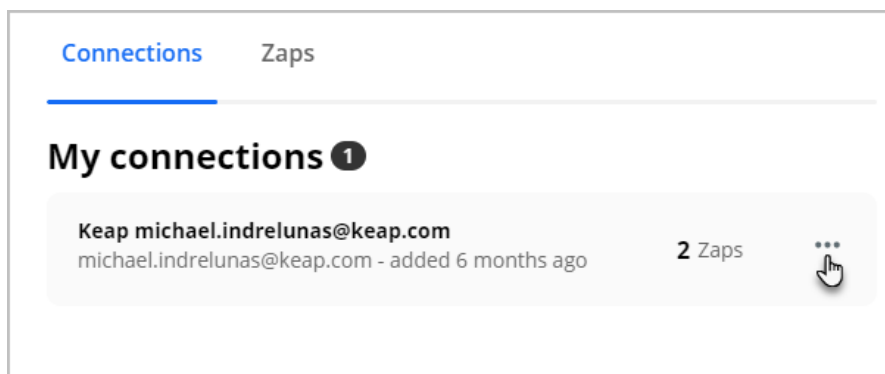 Connections Zaps
My connections 1
Keap michael.indrelunas@keap.com
michael.indrelunas@keap.com - added 6 months ago
2 Zaps